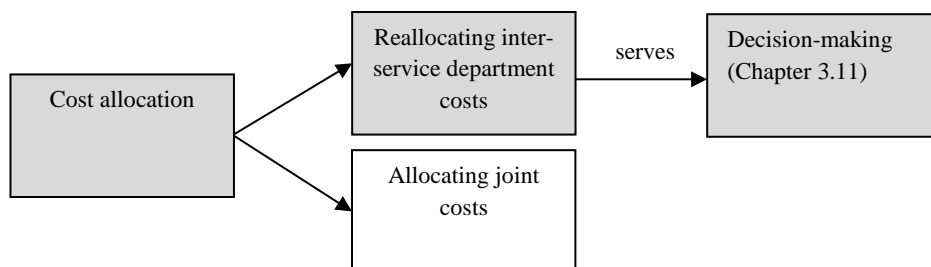 Cost allocation
Reallocating inter-
service department
costs
serves
Decision-making
(Chapter 3.11)
Allocating joint
costs